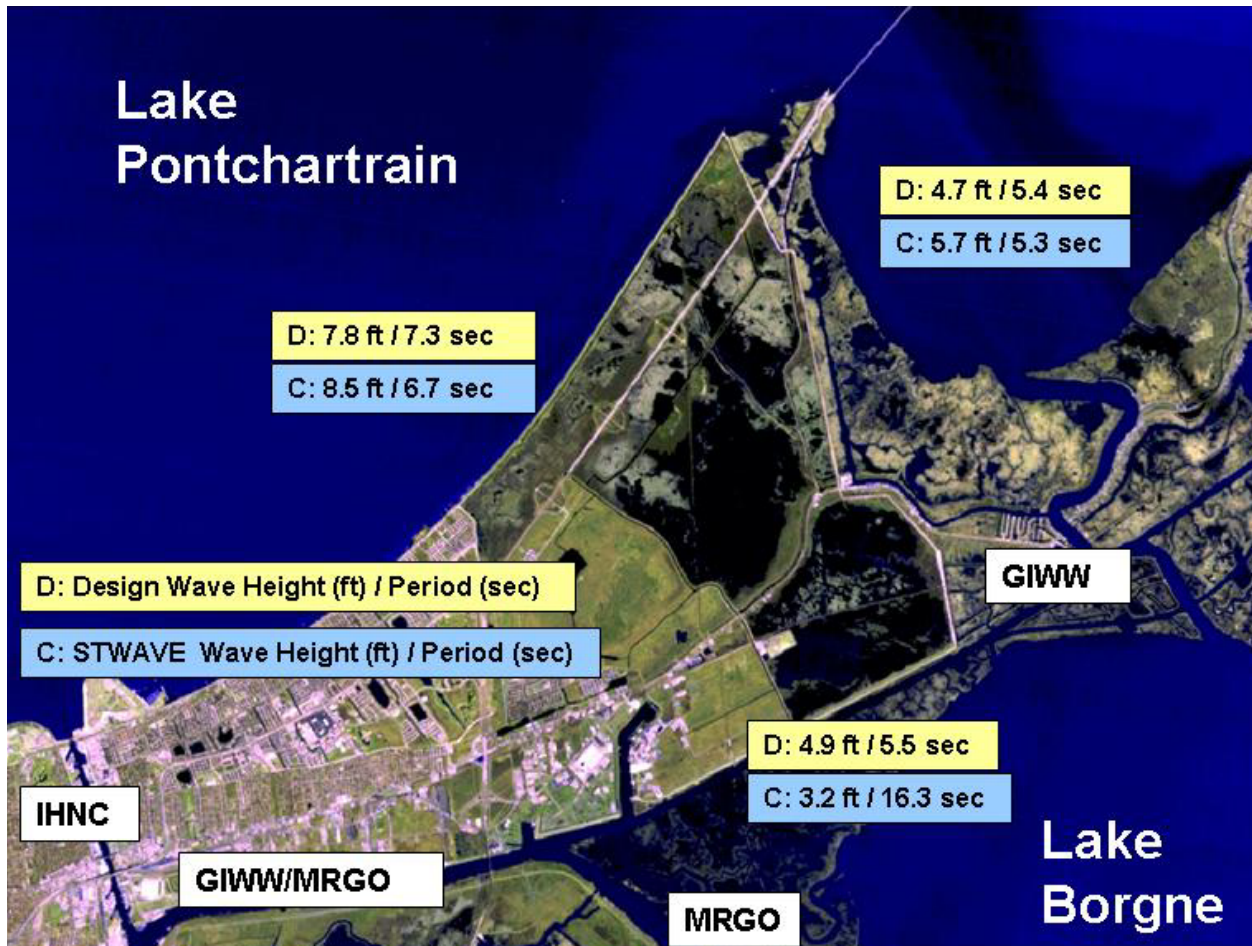 Lake
Pontchartrain
D: 4.7 ft / 5.4 sec
C: 5.7 ft / 5.3 sec
D: 7.8 ft / 7.3 sec
C: 8.5 ft / 6.7 sec
GIWW
D: Design Wave Height (ft) / Period (sec)
C: STWAVE Wave Height (ft) / Period (sec)
D: 4.9 ft / 5.5 sec
C: 3.2 ft / 16.3 sec
IHNC
Lake
Borgne
GIWW/MRGO
MRGO